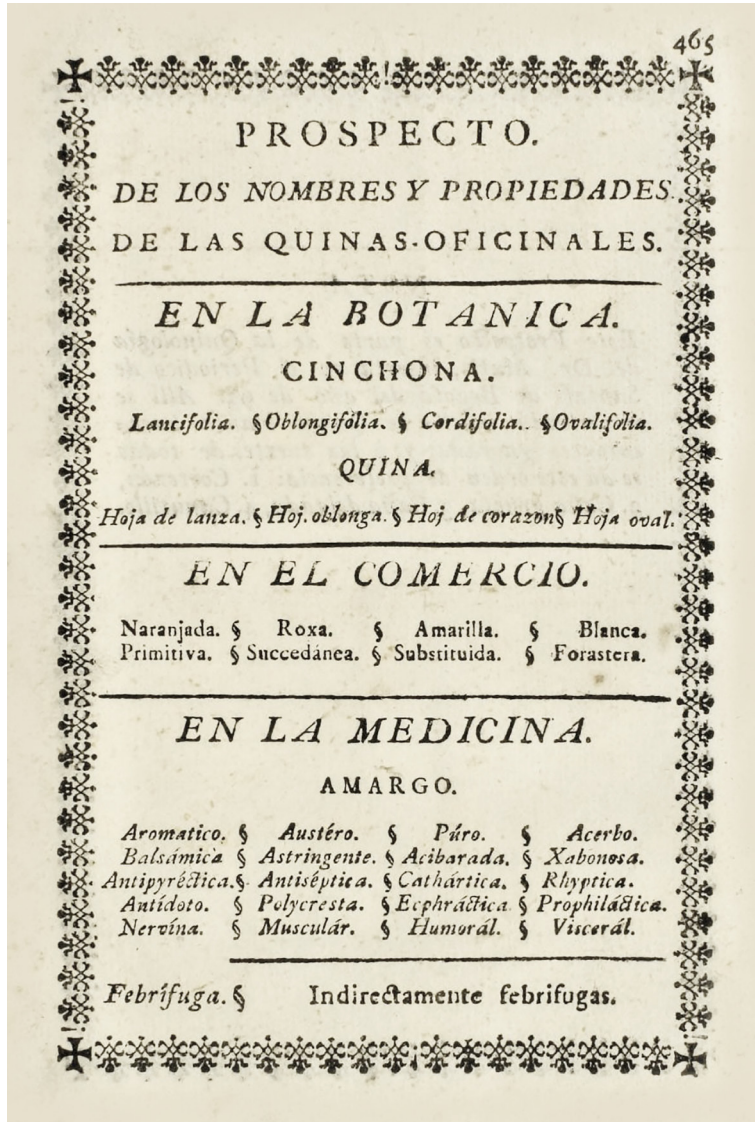 465
PROSPECTO.
DE LOS NOMBRES Y PROPIEDADES.
DE LAS QUINAS-OFICINALES.
EN LA BOTANICA.
CINCHONA.
Lancifolia. § Oblongifólia. § Cordifolia.. § Ovalifolia.
QUINA.
Hoja de lanza. § Hoj. oblonga. § Hoj de corazon § Hoja oval.
EN EL COMERCIO.
Naranjada. § Roxa. § Amarilla. § Blanca.
Primitiva. § Succedánea. § Substituida. § Forastera.
EN LA MEDICINA.
AMARGO.
Aromatico. § Austéro. § Púro. § Acerbo.
Balsámica § Astringente. § Acibarada. § Xabonosa.
Antipyréctica. § Antiséptica. § Cathártica. § Rhyptica.
Antídoto. § Polycresta. § Ecphráctica § Prophiláctica.
Nervína. § Musculár. § Humorál. § Viscerál.
Febrífuga. § Indirectamente febrifugas.